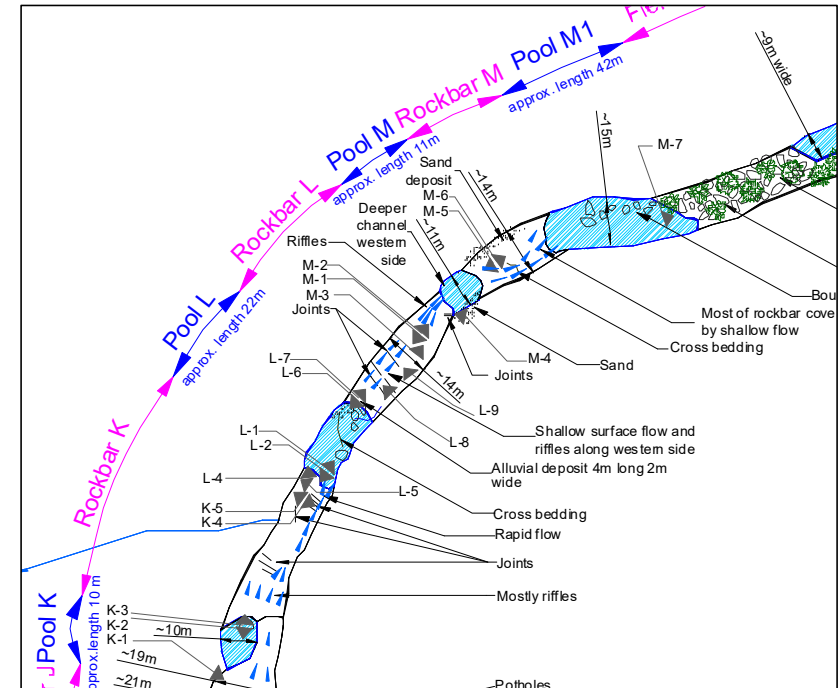 Pool M1
approx. length 42m
Rockbar M
Pool M
approx. length 11m
Rockbar L
Pool L
approx. length 22m
Rockbar K
Pool K
approx.length 10 m
~9m wide
~15m
M-7
Sand
deposit
~14m
M-6
M-5
Deeper
channel
western
side
~11m
Riffles
M-2
M-1
M-3
Joints
Most of rockbar cove
by shallow flow
Cross bedding
M-4
Sand
Joints
L-7
L-6
~14m
L-9
L-8
Shallow surface flow and
riffles along western side
L-1
L-2
Alluvial deposit 4m long 2m
wide
L-4
L-5
K-5
K-4
Cross bedding
Rapid flow
Joints
Mostly riffles
K-3
K-2
K-1
~10m
~19m
~21m
Potholes